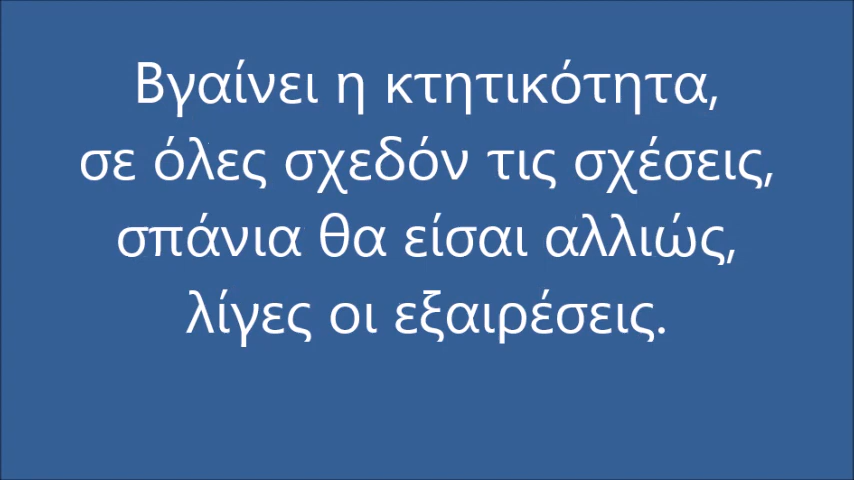 Βγαίνει η κτητικότητα,
σε όλες σχεδόν τις σχέσεις,
σπάνια θα είσαι αλλιώς,
λίγες οι εξαιρέσεις.